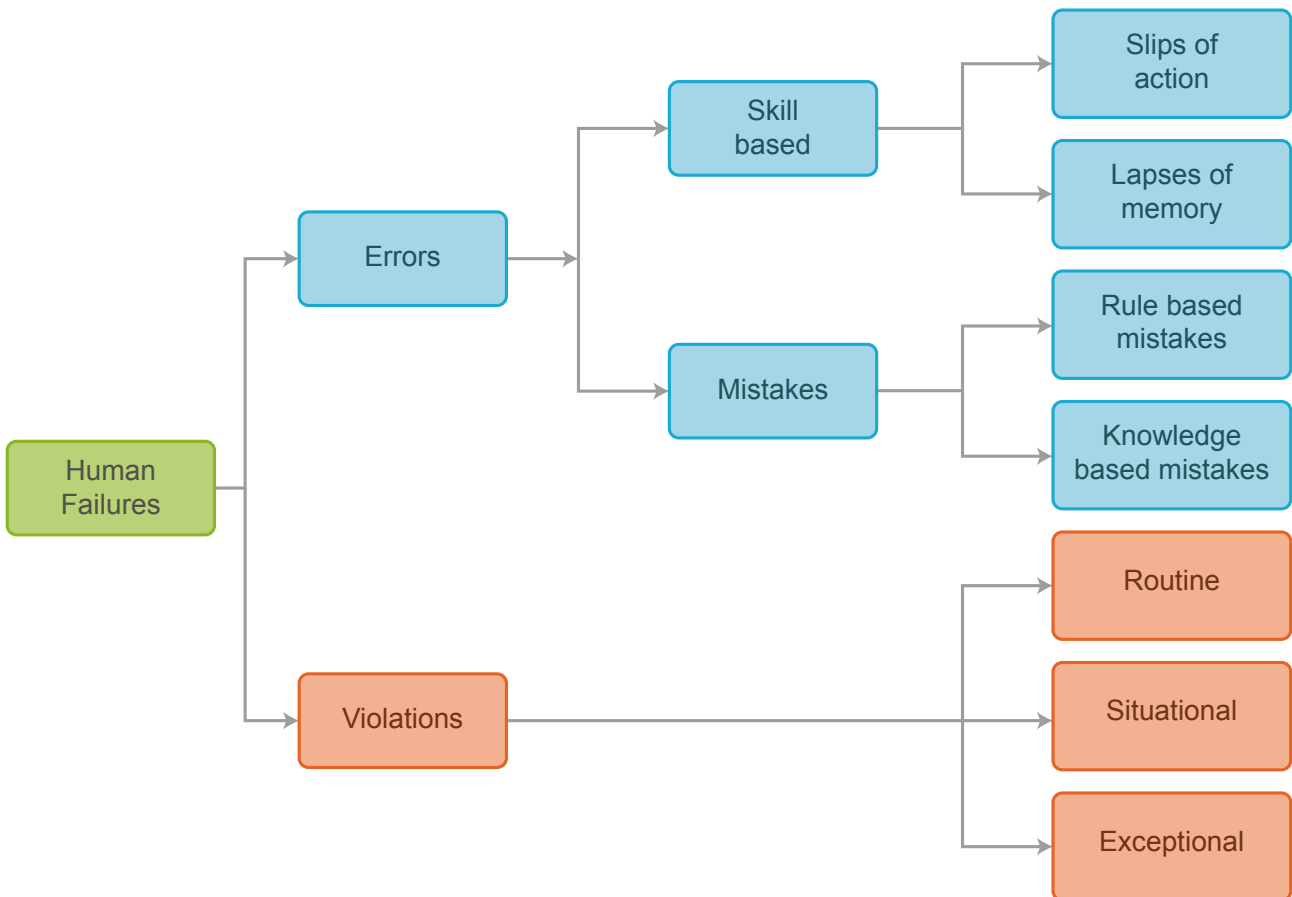 Slips of
action
Skill
based
Lapses of
memory
Errors
Rule based
mistakes
Mistakes
Knowledge
based mistakes
Human
Failures
Routine
Violations
Situational
Exceptional